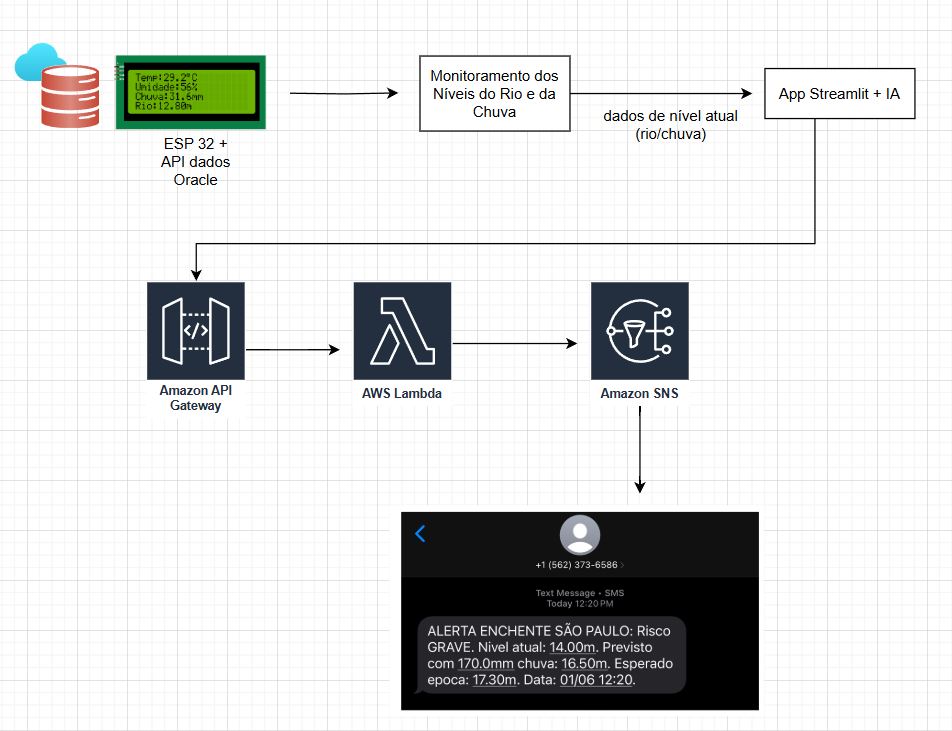 Temp:29.2°C
Umidade:56%
Chuva:31.6mm
Rio:12.80m
ESP 32 +
API dados
Oracle
Monitoramento dos
Níveis do Rio e da
Chuva
dados de nível atual
(rio/chuva)
App Streamlit + IA
</>
Amazon API
Gateway
AWS Lambda
Amazon SNS
+1 (562) 373-6586 >
Text Message • SMS
Today 12:20 PM
ALERTA ENCHENTE SÃO PAULO: Risco
GRAVE. Nivel atual: 14.00m. Previsto
com 170.0mm chuva: 16.50m. Esperado
epoca: 17.30m. Data: 01/06 12:20.